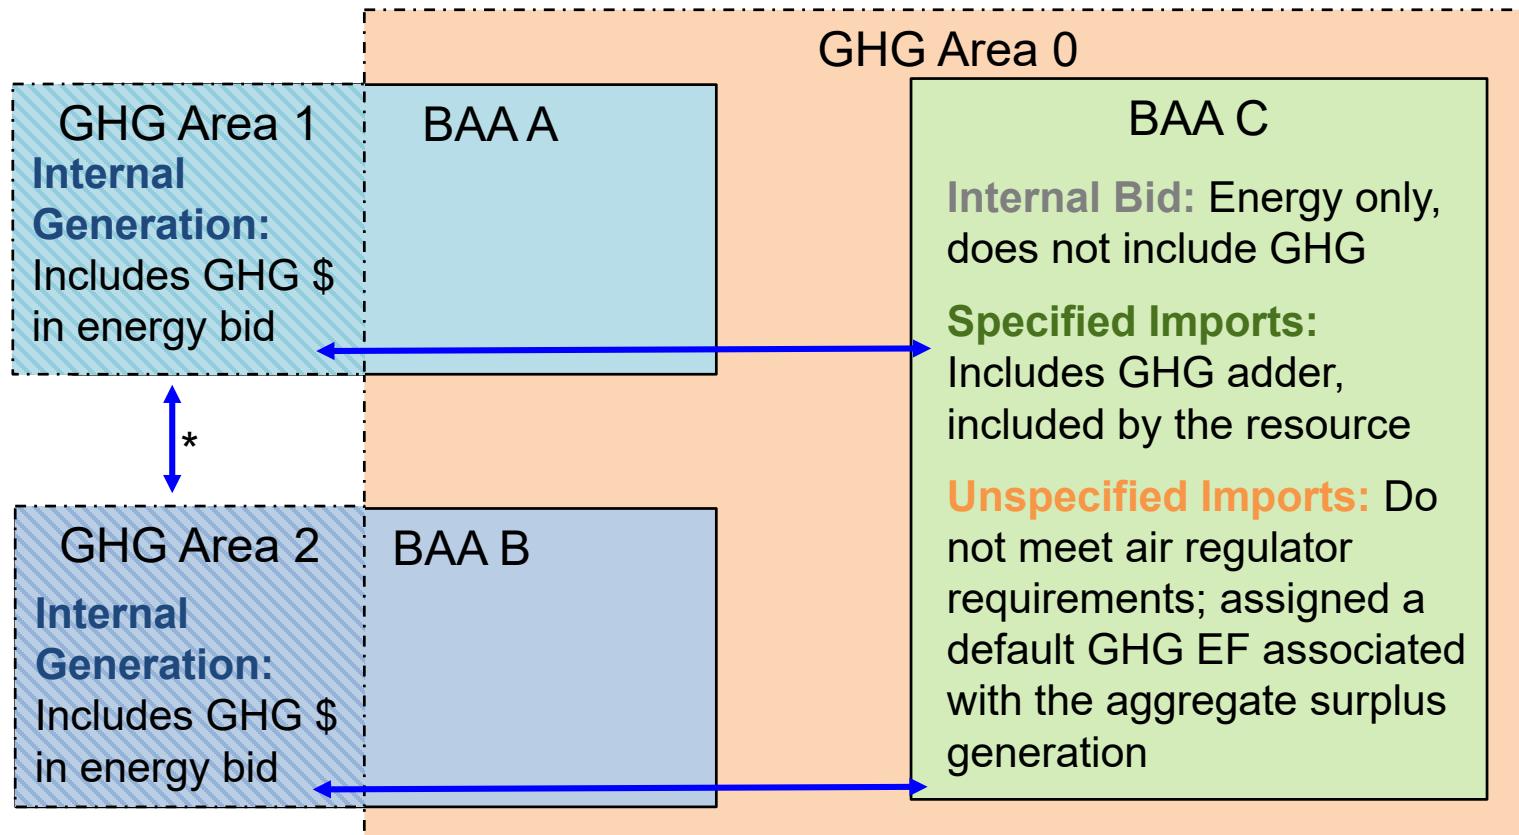 GHG Area 0
GHG Area 1
Internal
Generation:
Includes GHG $
in energy bid
BAA A
*
GHG Area 2
Internal
Generation:
Includes GHG $
in energy bid
BAA B
BAA C
Internal Bid: Energy only,
does not include GHG
Specified Imports:
Includes GHG adder,
included by the resource
Unspecified Imports: Do
not meet air regulator
requirements; assigned a
default GHG EF associated
with the aggregate surplus
generation